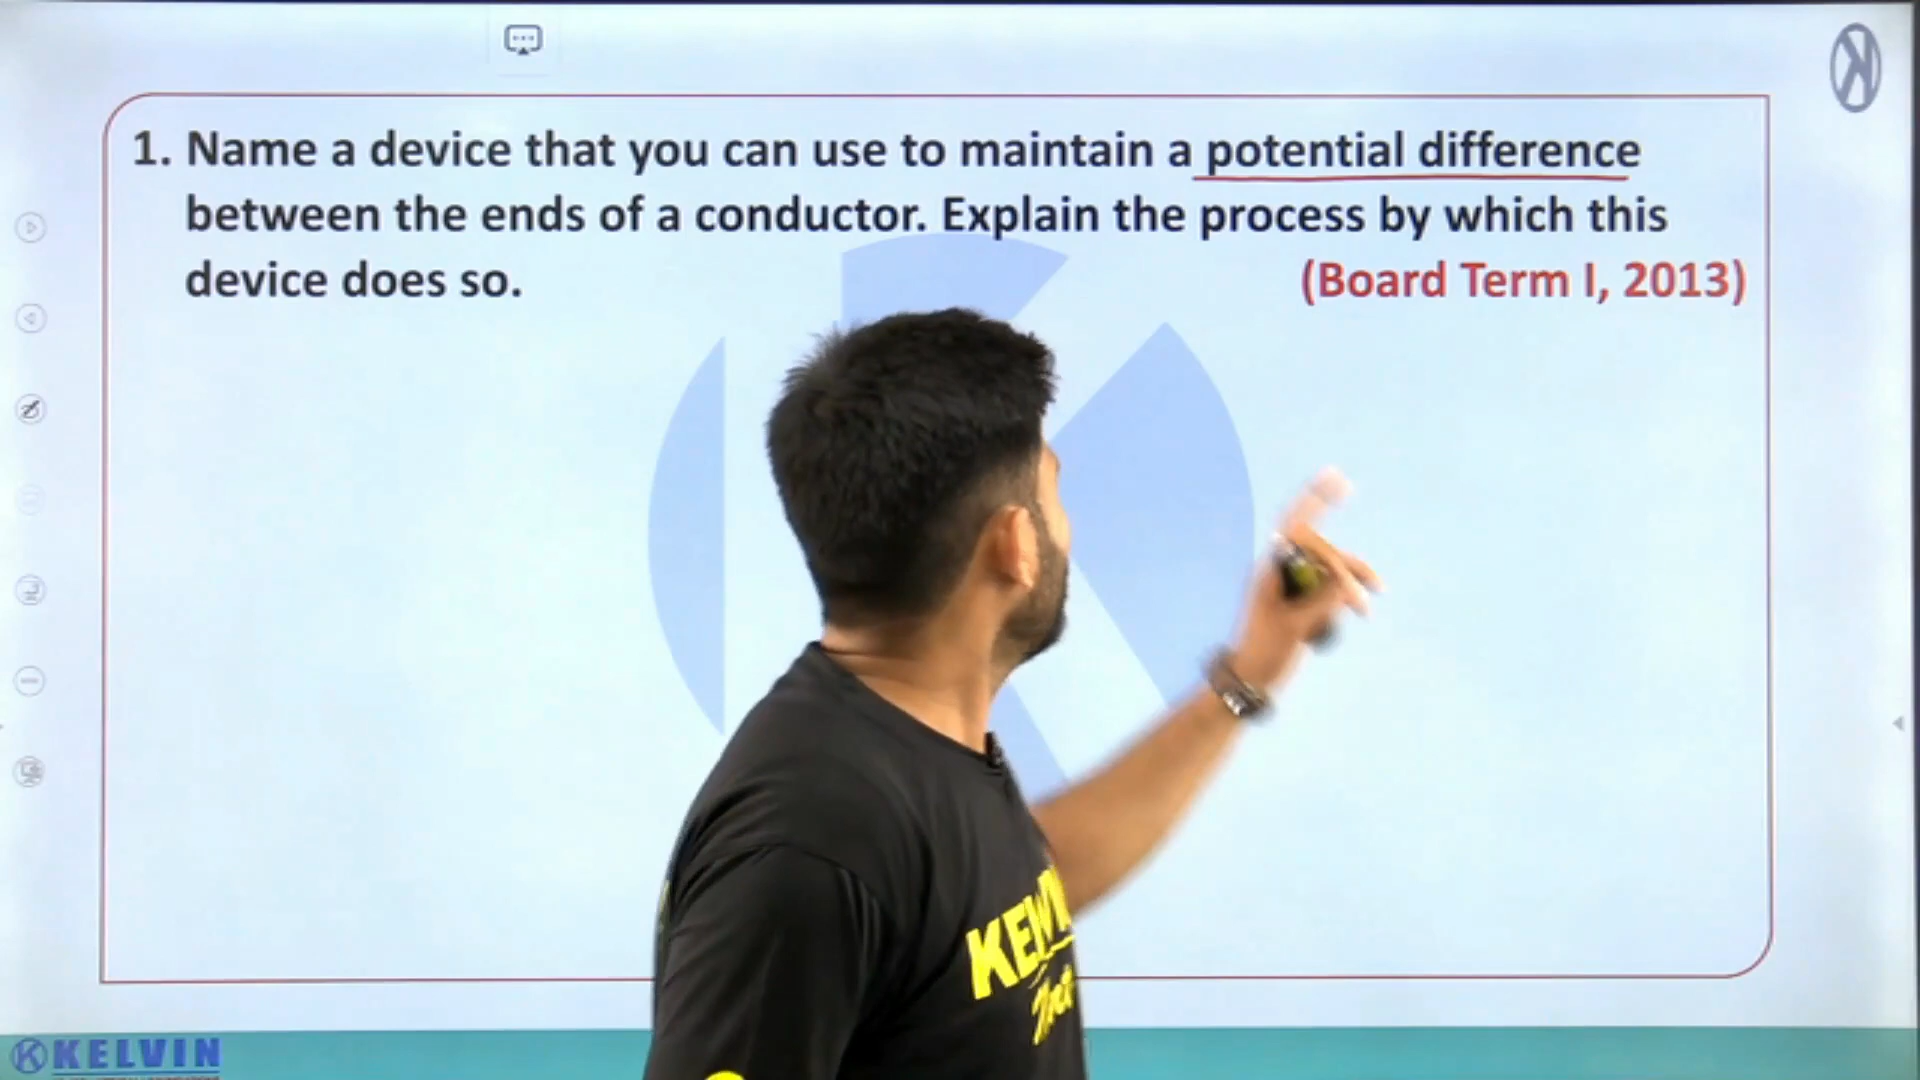 1. Name a device that you can use to maintain a potential difference
between the ends of a conductor. Explain the process by which this
device does so.
(Board Term I, 2013)
KELVIN